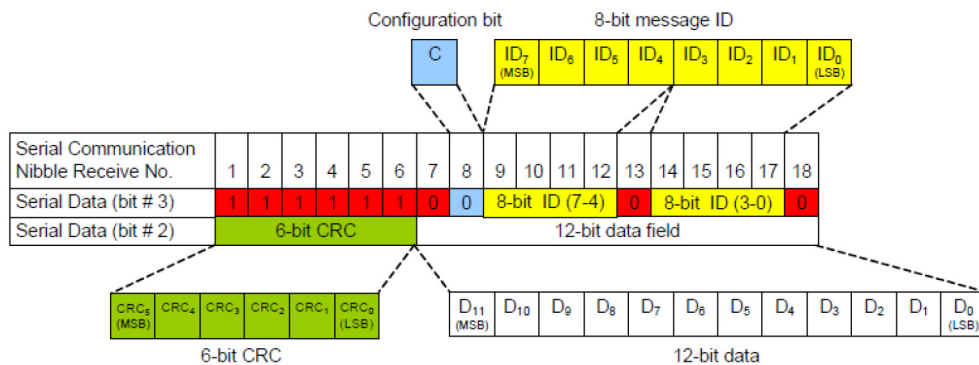 Configuration bit 8-bit message ID
C ID7 ID6 ID5 ID4 ID3 ID2 ID1 ID0
(MSB) (LSB)
Serial Communication
Nibble Receive No. 1 2 3 4 5 6 7 8 9 10 11 12 13 14 15 16 17 18
Serial Data (bit # 3) 1 1 1 1 1 1 0 0 8-bit ID (7-4) 0 8-bit ID (3-0) 0
Serial Data (bit # 2) 6-bit CRC 12-bit data field
CRC5 CRC4 CRC3 CRC2 CRC1 CRC0 D11 D10 D9 D8 D7 D6 D5 D4 D3 D2 D1 D0
(MSB) (LSB) (MSB) (LSB)
6-bit CRC 12-bit data